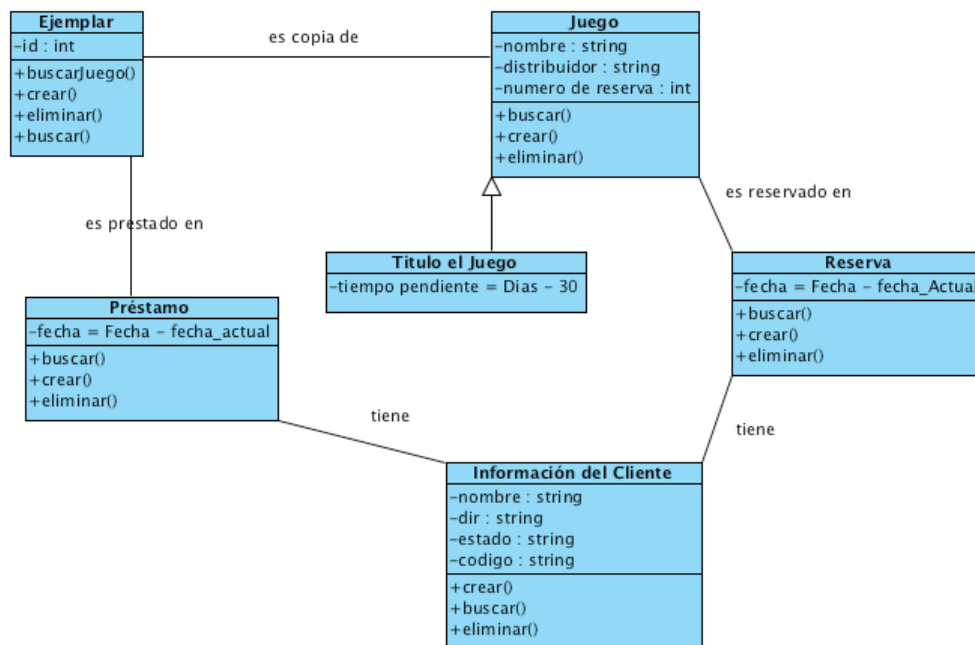 Ejemplar
-id : int
+buscarJuego()
+crear()
+eliminar()
+buscar()
es copia de
Juego
-nombre : string
-distribuidor : string
-numero de reserva : int
+buscar()
+crear()
+eliminar()
es prestado en
es reservado en
Titulo el Juego
-tiempo pendiente = Dias - 30
Reserva
-fecha = Fecha - fecha_Actual
+buscar()
+crear()
+eliminar()
Préstamo
-fecha = Fecha - fecha_actual
+buscar()
+crear()
+eliminar()
tiene
tiene
Información del Cliente
-nombre : string
-dir : string
-estado : string
-codigo : string
+crear()
+buscar()
+eliminar()